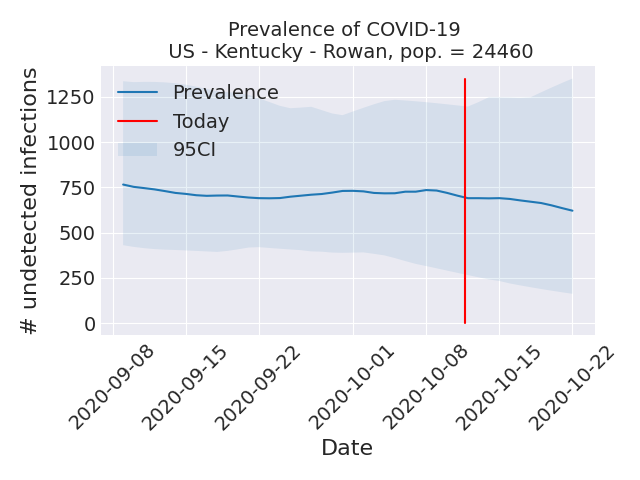 Prevalence of COVID-19
US - Kentucky - Rowan, pop. = 24460
# undetected infections
1250
1000
750
500
250
0
Prevalence
Today
95CI
2020-09-08
2020-09-15
2020-09-22
2020-10-01
2020-10-08
2020-10-15
2020-10-22
Date